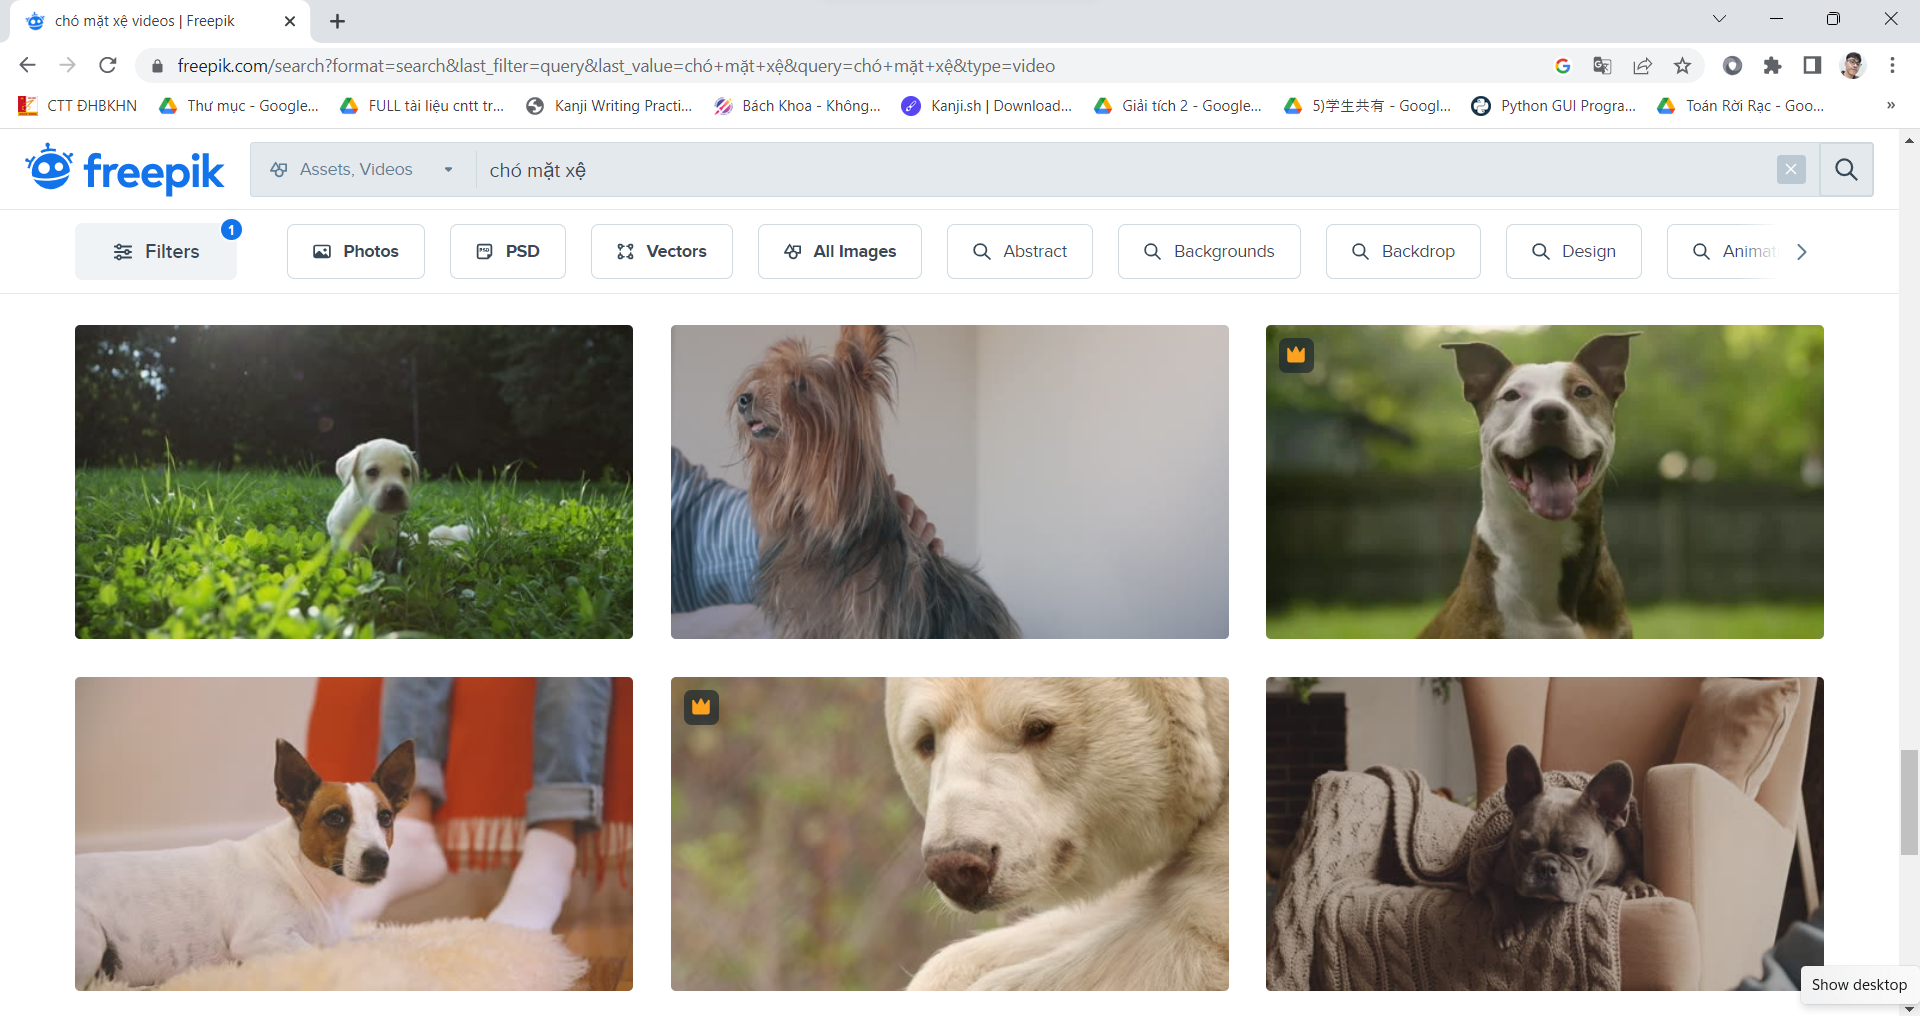 chó mặt xệ videos | Freepik
freepik.com/search?format=search&last_filter=query&last_value=chó+mặt+xệ&query=chó+mặt+xệ&type=video
CTT ĐHBKHN Thư mục - Google... FULL tài liệu cntt tr... Kanji Writing Practi... Bách Khoa - Không... Kanji.sh | Download... Giải tích 2 - Google... 5)学生共有 - Googl... Python GUI Progra... Toán Rời Rạc - Goo... »
freepik Assets, Videos chó mặt xệ
Filters 1 Photos PSD Vectors All Images Abstract Backgrounds Backdrop Design Animat
Show desktop